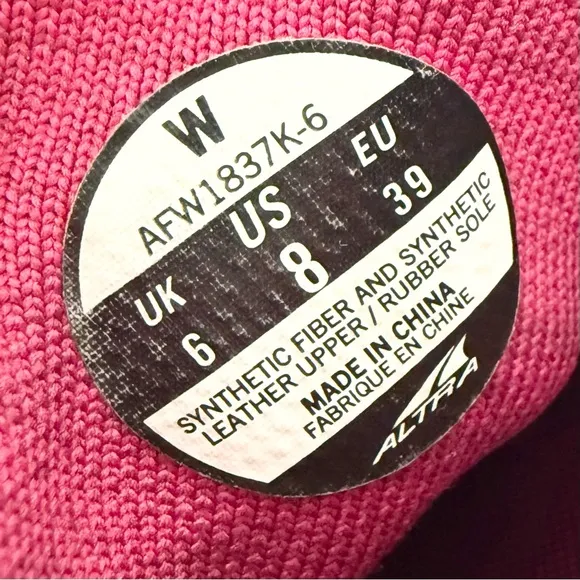 W
AFW1837K-6
UK US EU
6 8 39
SYNTHETIC FIBER AND SYNTHETIC
LEATHER UPPER / RUBBER SOLE
MADE IN CHINA
FABRIQUE EN CHINE
ALTRA